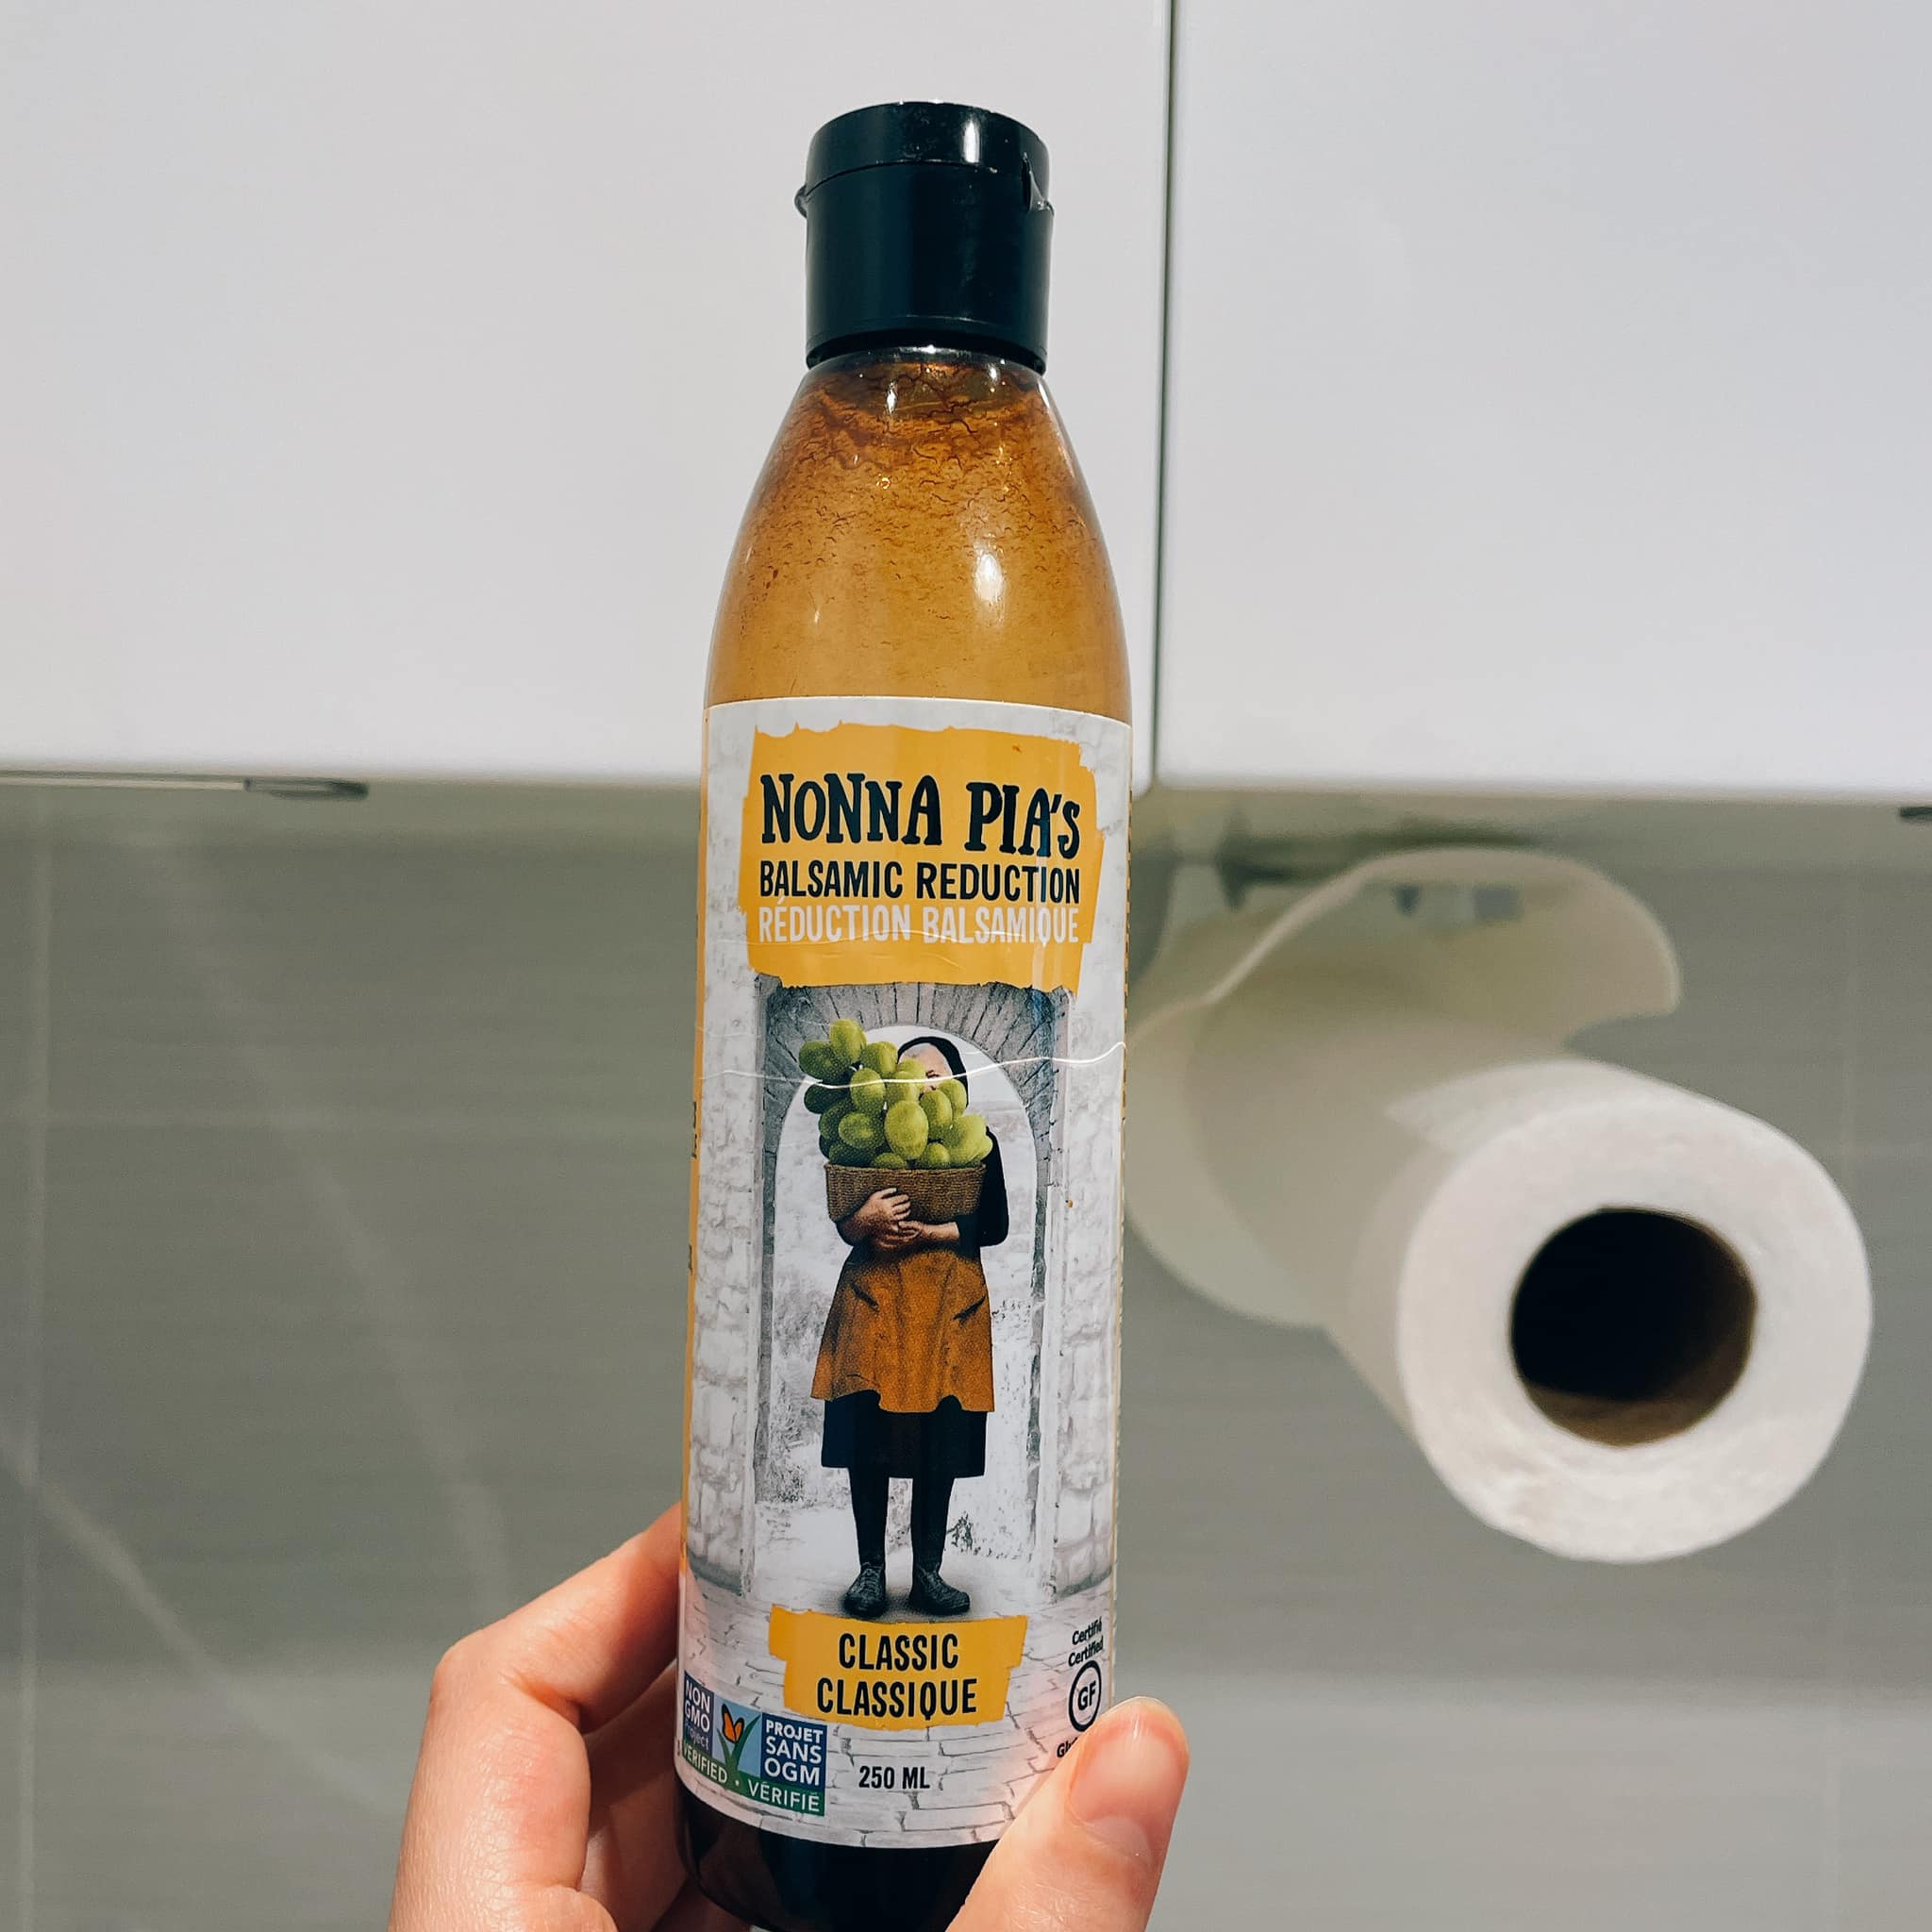 NONNA PIA'S
BALSAMIC REDUCTION
RÉDUCTION BALSAMIQUE
CLASSIC
CLASSIQUE
Certifié
Certified
GF
NON
GMO
Project
VERIFIED • VÉRIFIÉ
PROJET
SANS
OGM
250 ML